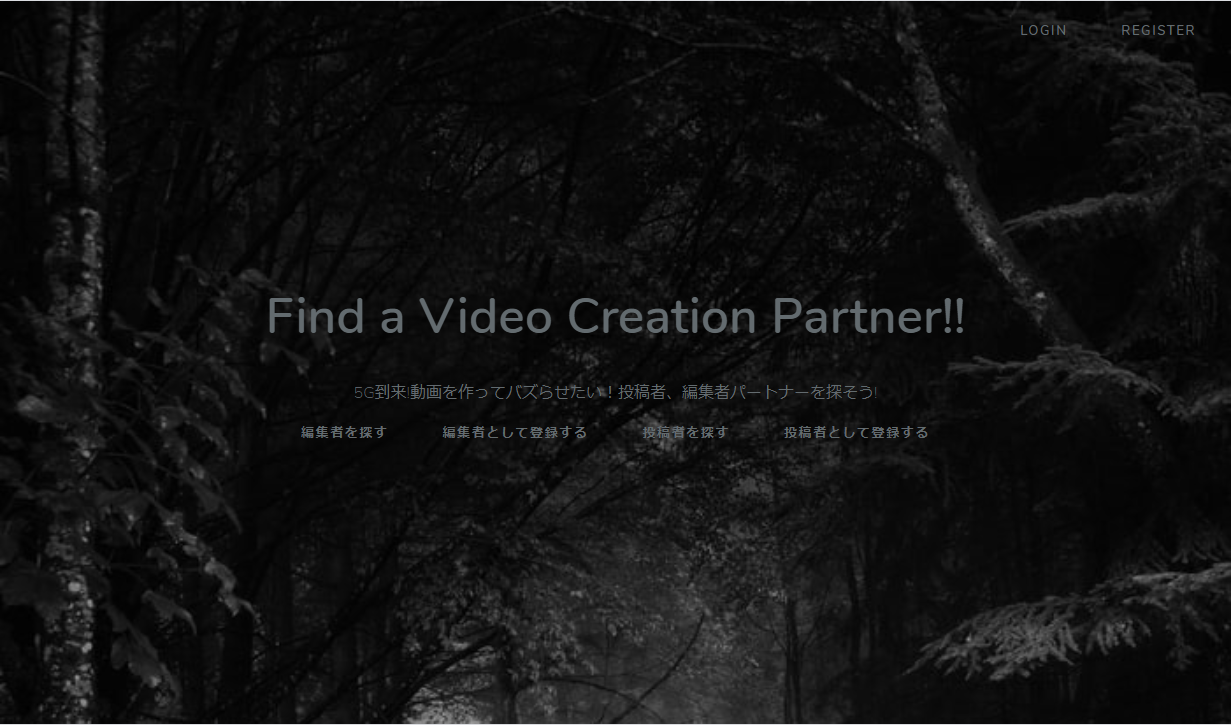 LOGIN REGISTER
Find a Video Creation Partner!!
5G到来!動画を作ってバズらせたい！投稿者、編集者パートナーを探そう!
編集者を探す 編集者として登録する 投稿者を探す 投稿者として登録する